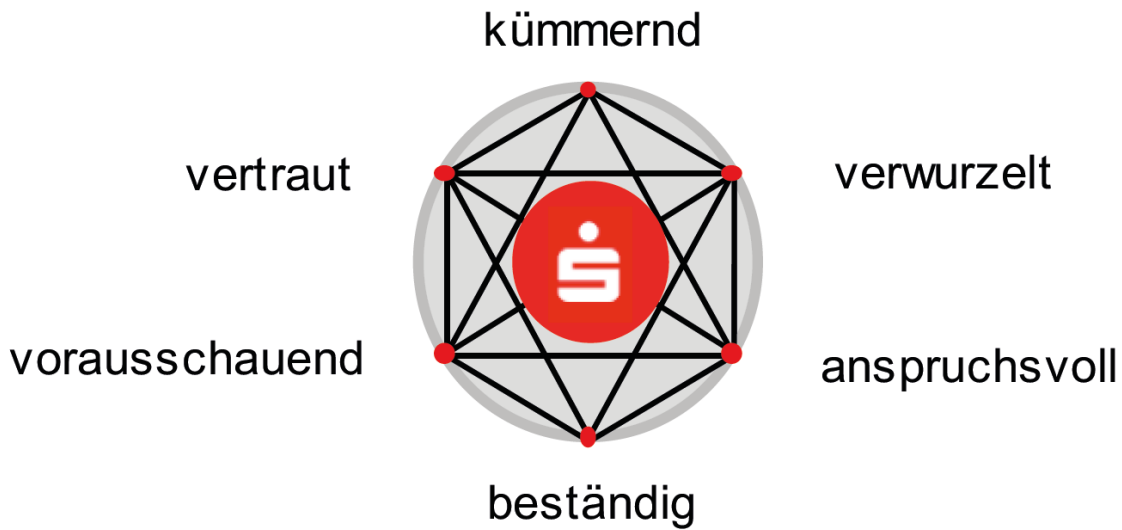 kümmernd
vertraut
verwurzelt
vorausschauend
anspruchsvoll
beständig